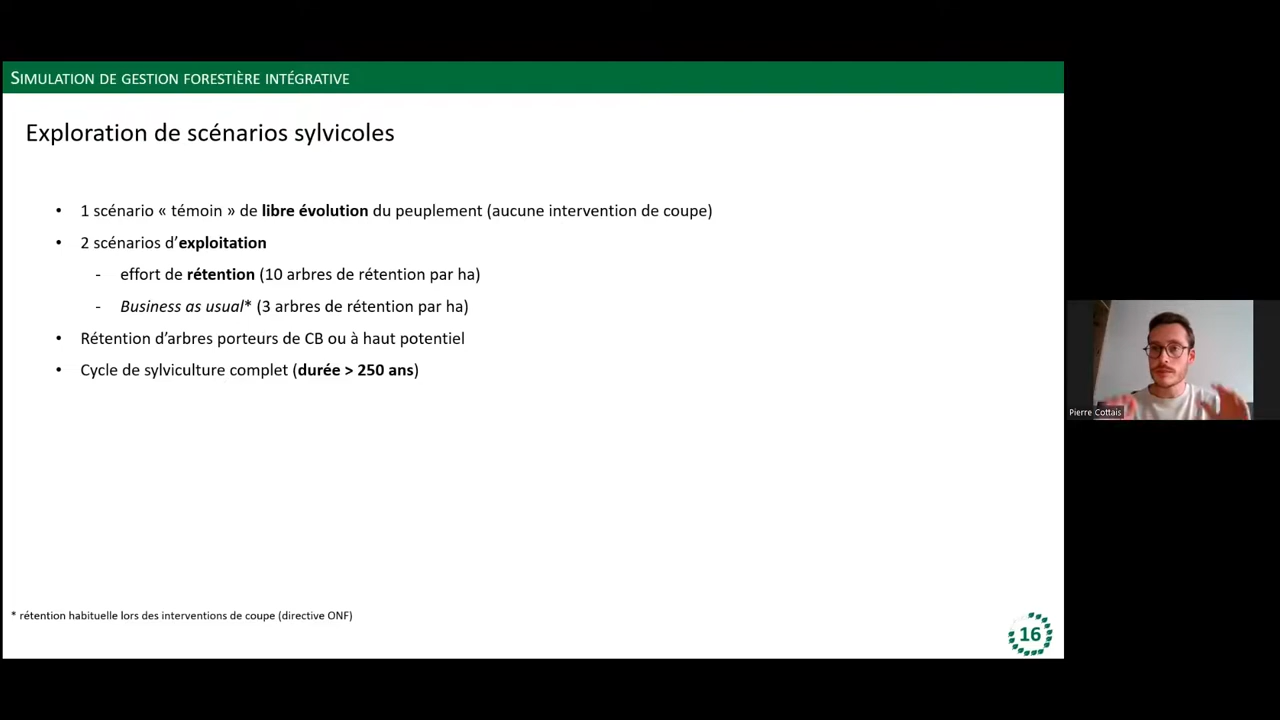 SIMULATION DE GESTION FORESTIÈRE INTÉGRATIVE
Exploration de scénarios sylvicoles
• 1 scénario « témoin » de libre évolution du peuplement (aucune intervention de coupe)
• 2 scénarios d’exploitation
- effort de rétention (10 arbres de rétention par ha)
- Business as usual* (3 arbres de rétention par ha)
• Rétention d’arbres porteurs de CB ou à haut potentiel
• Cycle de sylviculture complet (durée > 250 ans)
Pierre Cottais
* rétention habituelle lors des interventions de coupe (directive ONF)
16